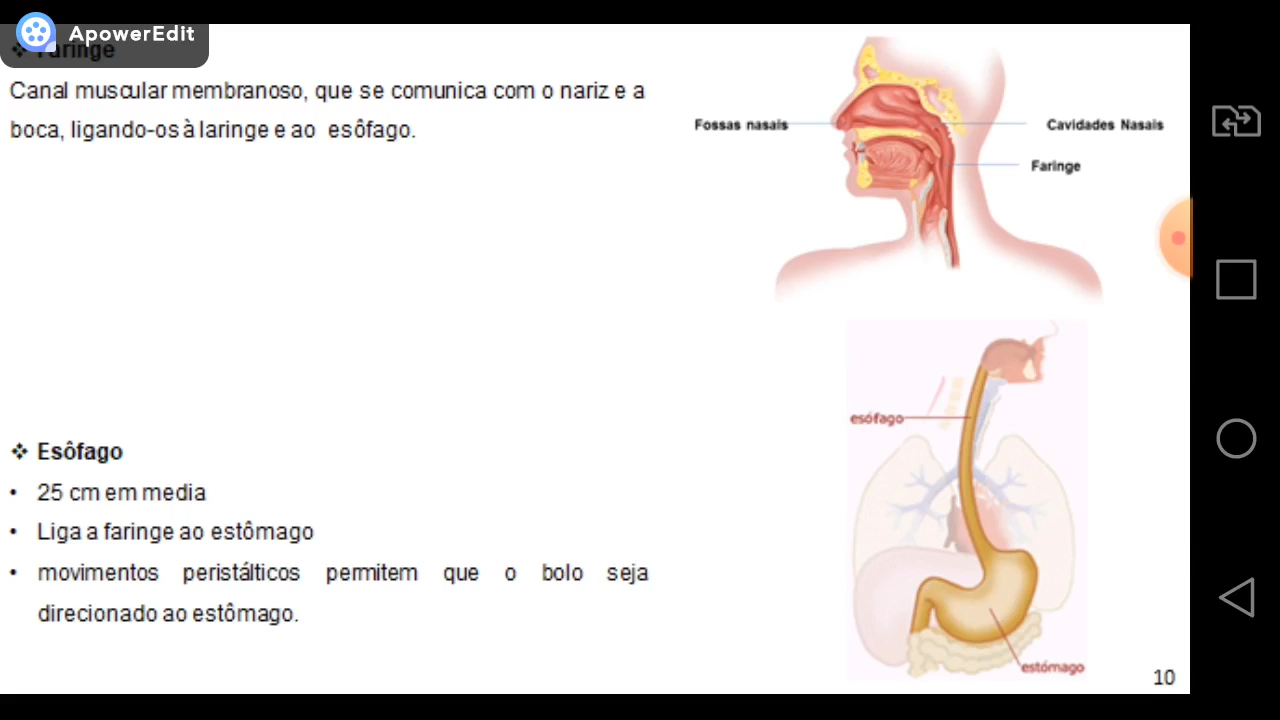 ApowerEdit
Faringe
Canal muscular membranoso, que se comunica com o nariz e a
boca, ligando-os à laringe e ao esôfago.
Fossas nasais
Cavidades Nasais
Faringe
❖ Esôfago
• 25 cm em media
• Liga a faringe ao estômago
• movimentos peristálticos permitem que o bolo seja
direcionado ao estômago.
esófago
estómago
10